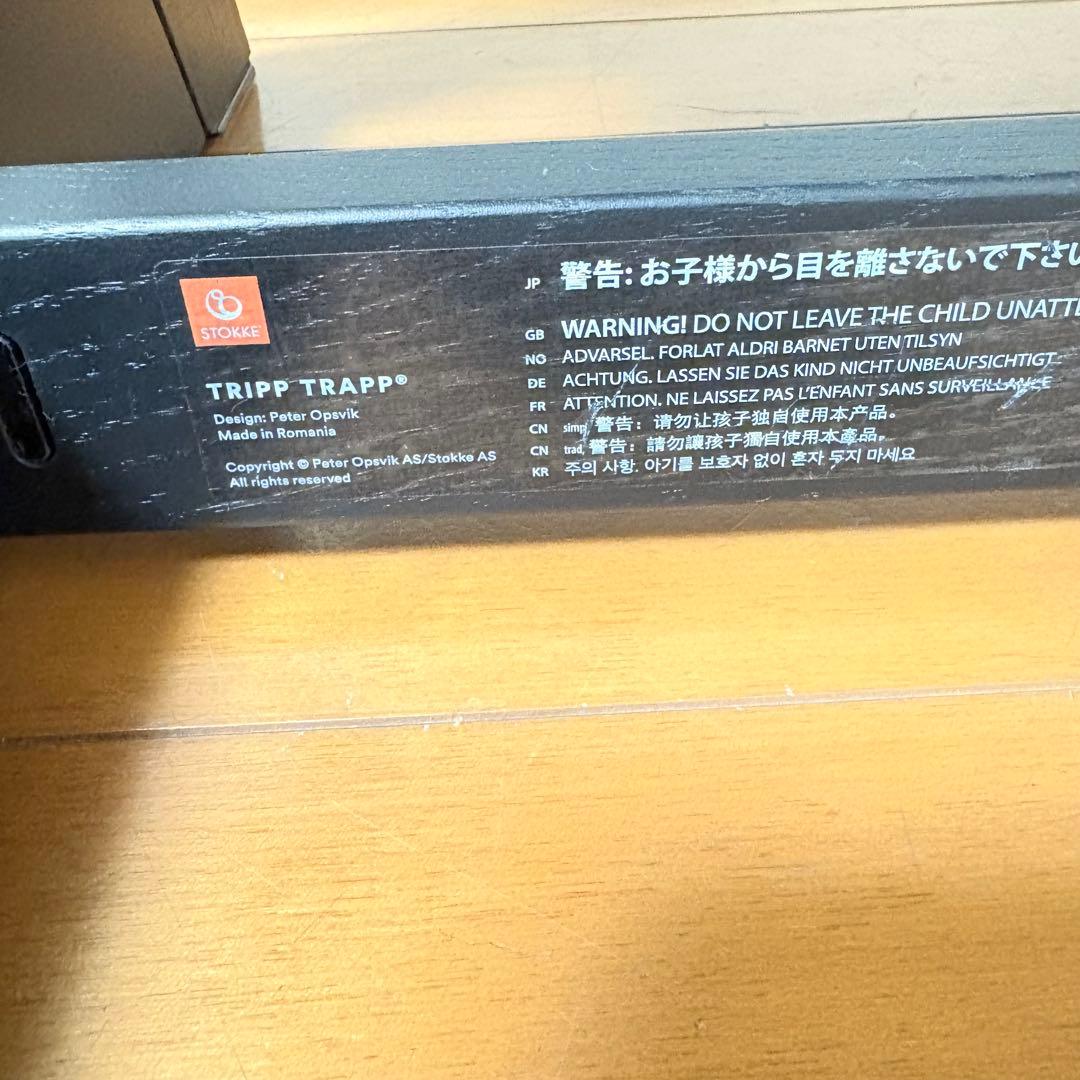 STOKKE
TRIPP TRAPP®
Design: Peter Opsvik
Made in Romania
Copyright © Peter Opsvik AS/Stokke AS
All rights reserved
JP 警告: お子様から目を離さないで下さい
GB WARNING! DO NOT LEAVE THE CHILD UNATTE
NO ADVARSEL. FORLAT ALDRI BARNET UTEN TILSYN
DE ACHTUNG. LASSEN SIE DAS KIND NICHT UNBEAUFSICHTIGT
FR ATTENTION. NE LAISSEZ PAS L'ENFANT SANS SURVEILLANCE
CN simp. 警告：请勿让孩子独自使用本产品。
CN trad. 警告：請勿讓孩子獨自使用本產品。
KR 주의 사항. 아기를 보호자 없이 혼자 두지 마세요